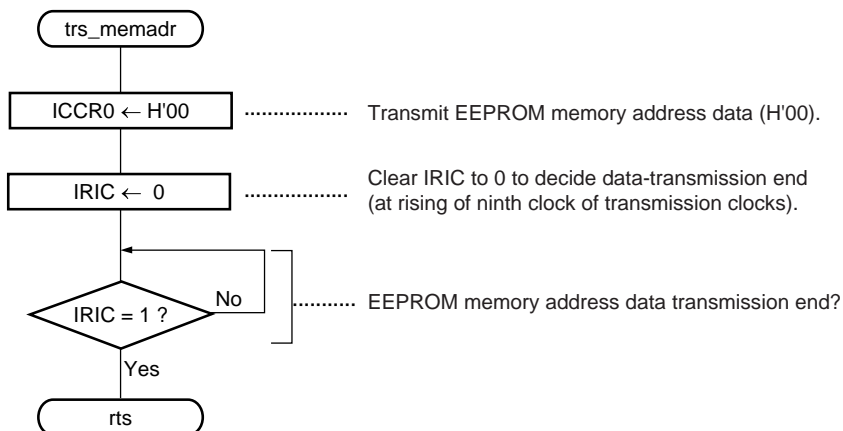 trs_memadr
ICCR0 ← H'00 .................. Transmit EEPROM memory address data (H'00).
IRIC ← 0 .................. Clear IRIC to 0 to decide data-transmission end
(at rising of ninth clock of transmission clocks).
IRIC = 1 ? No ........... EEPROM memory address data transmission end?
Yes
rts